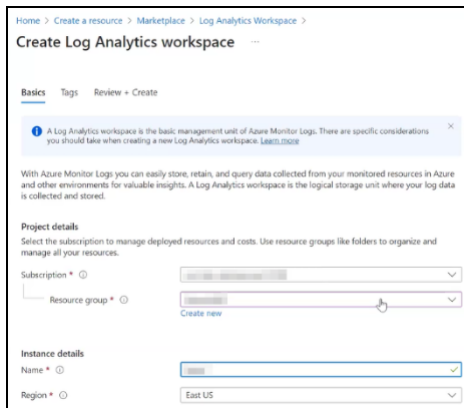 Home > Create a resource > Marketplace > Log Analytics Workspace >
Create Log Analytics workspace ...
Basics Tags Review + Create
A Log Analytics workspace is the basic management unit of Azure Monitor Logs. There are specific considerations
you should take when creating a new Log Analytics workspace. Learn more
With Azure Monitor Logs you can easily store, retain, and query data collected from your monitored resources in Azure
and other environments for valuable insights. A Log Analytics workspace is the logical storage unit where your log data
is collected and stored.
Project details
Select the subscription to manage deployed resources and costs. Use resource groups like folders to organize and
manage all your resources.
Subscription *
Resource group *
Create new
Instance details
Name *
Region * East US